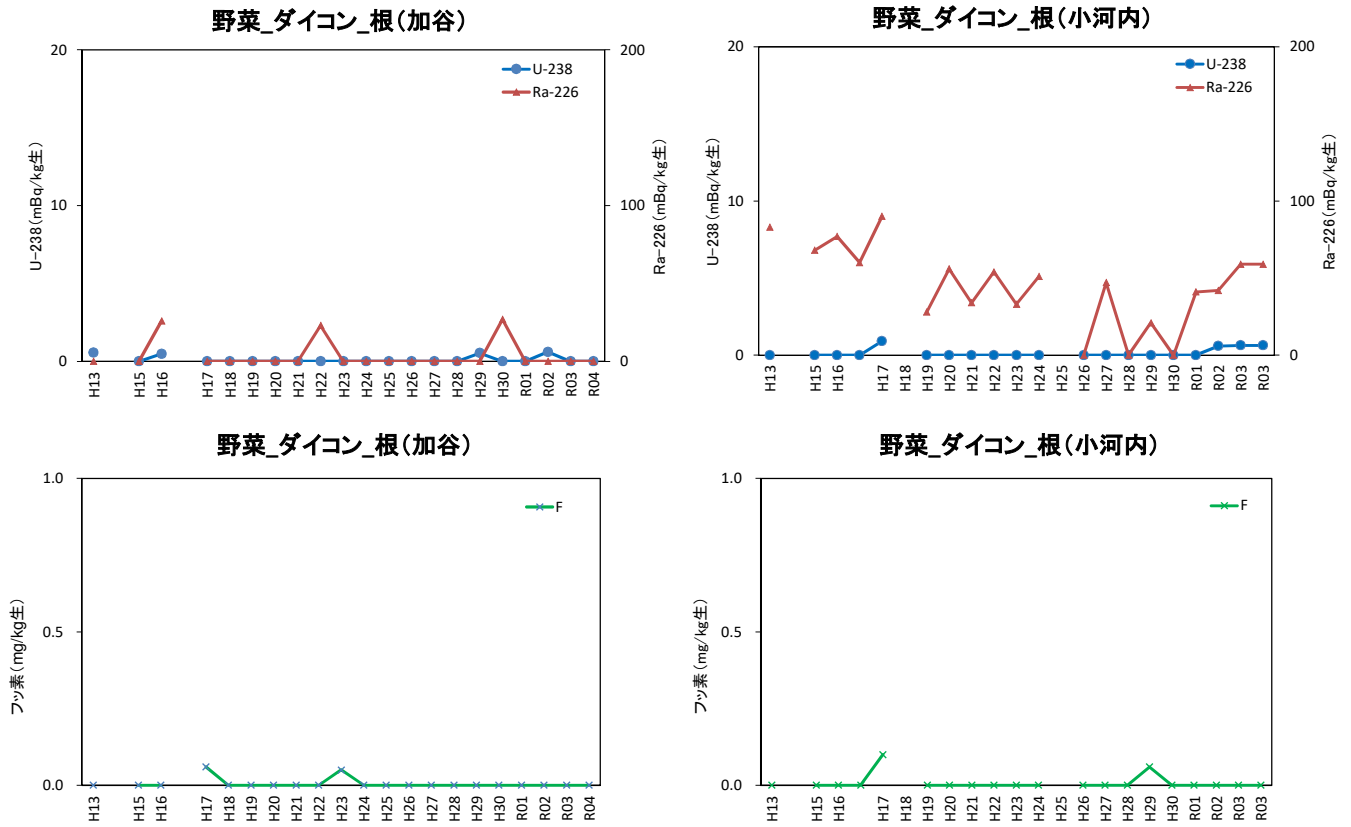 野菜_ダイコン_根(加谷)
20
10
0
200
100
0
U-238(mBq/kg生)
Ra-226(mBq/kg生)
U-238
Ra-226
H13
H15
H16
H17
H18
H19
H20
H21
H22
H23
H24
H25
H26
H27
H28
H29
H30
R01
R02
R03
R04
野菜_ダイコン_根(小河内)
20
10
0
200
100
0
U-238(mBq/kg生)
Ra-226(mBq/kg生)
U-238
Ra-226
H13
H15
H16
H17
H18
H19
H20
H21
H22
H23
H24
H25
H26
H27
H28
H29
H30
R01
R02
R03
R03
野菜_ダイコン_根(加谷)
1.0
0.5
0.0
フッ素(mg/kg生)
F
H13
H15
H16
H17
H18
H19
H20
H21
H22
H23
H24
H25
H26
H27
H28
H29
H30
R01
R02
R03
R04
野菜_ダイコン_根(小河内)
1.0
0.5
0.0
フッ素(mg/kg生)
F
H13
H15
H16
H17
H18
H19
H20
H21
H22
H23
H24
H25
H26
H27
H28
H29
H30
R01
R02
R03
R03